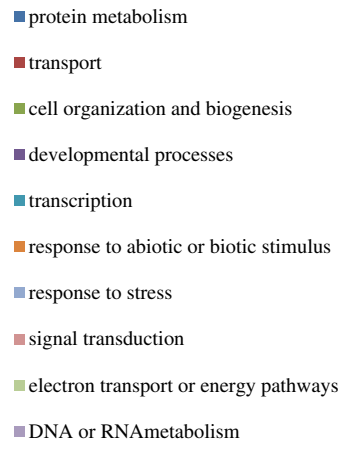 protein metabolism
transport
cell organization and biogenesis
developmental processes
transcription
response to abiotic or biotic stimulus
response to stress
signal transduction
electron transport or energy pathways
DNA or RNAmetabolism